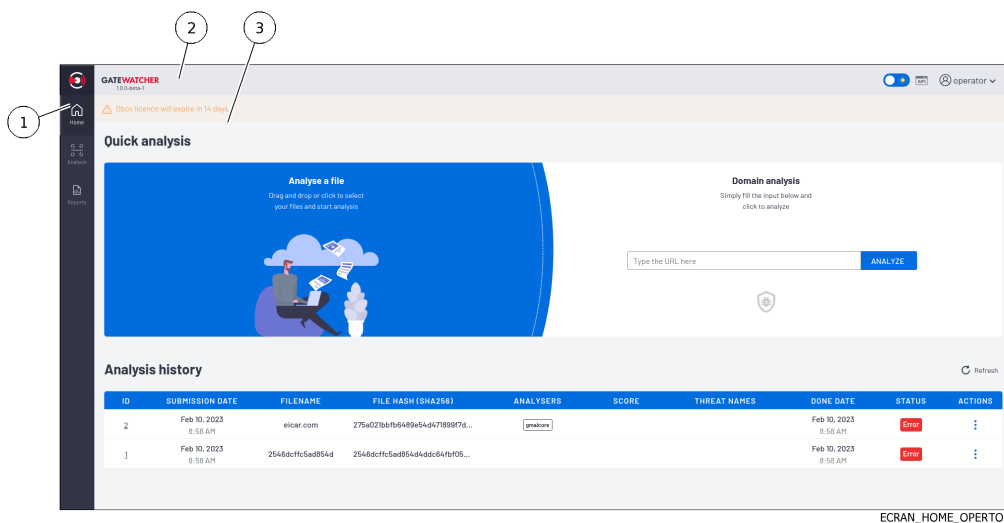 2
3
1
GATEWATCHER
1.0.0-beta-1
API
operator
Gbox licence will expire in 14 days
Home
Analysis
Reports
Quick analysis
Analyse a file
Drag and drop or click to select
your files and start analysis
Domain analysis
Simply fill the input below and
click to analyze
Type the URL here
ANALYZE
Analysis history
Refresh
ID SUBMISSION DATE FILENAME FILE HASH (SHA256) ANALYSERS SCORE THREAT NAMES DONE DATE STATUS ACTIONS
2 Feb 10, 2023 8:58 AM eicar.com 275a021bbfb6489e54d471899f7d... gmalcore Feb 10, 2023 8:58 AM Error
1 Feb 10, 2023 8:58 AM 2546dcffc5ad854d 2546dcffc5ad854d4ddc64fbf05... Feb 10, 2023 8:58 AM Error
ECRAN_HOME_OPERTO